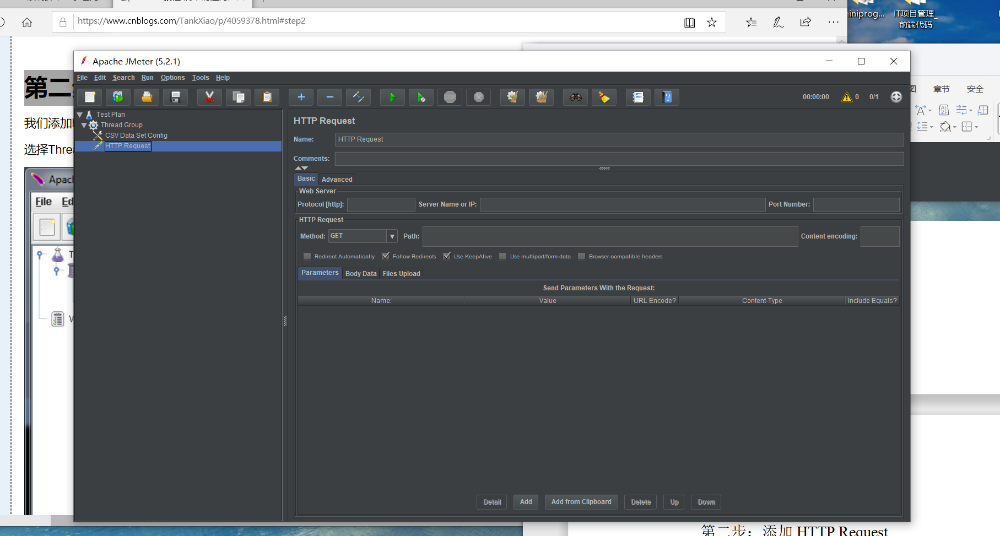 https://www.cnblogs.com/TankXiao/p/4059378.html#step2
iniprog...
IT项目管理_
前端代码
章节
安全
第二
我们添加
选择Threa
Apac
File Ed
Apache JMeter (5.2.1)
File Edit Search Run Options Tools Help
STOP
00:00:00
0
0/1
Test Plan
Thread Group
CSV Data Set Config
HTTP Request
HTTP Request
Name: HTTP Request
Comments:
Basic Advanced
Web Server
Protocol [http]: Server Name or IP: Port Number:
HTTP Request
Method: GET Path: Content encoding:
Redirect Automatically Follow Redirects Use KeepAlive Use multipart/form-data Browser-compatible headers
Parameters Body Data Files Upload
Send Parameters With the Request:
Name: Value URL Encode? Content-Type Include Equals?
Detail Add Add from Clipboard Delete Up Down
第二步：添加 HTTP Request